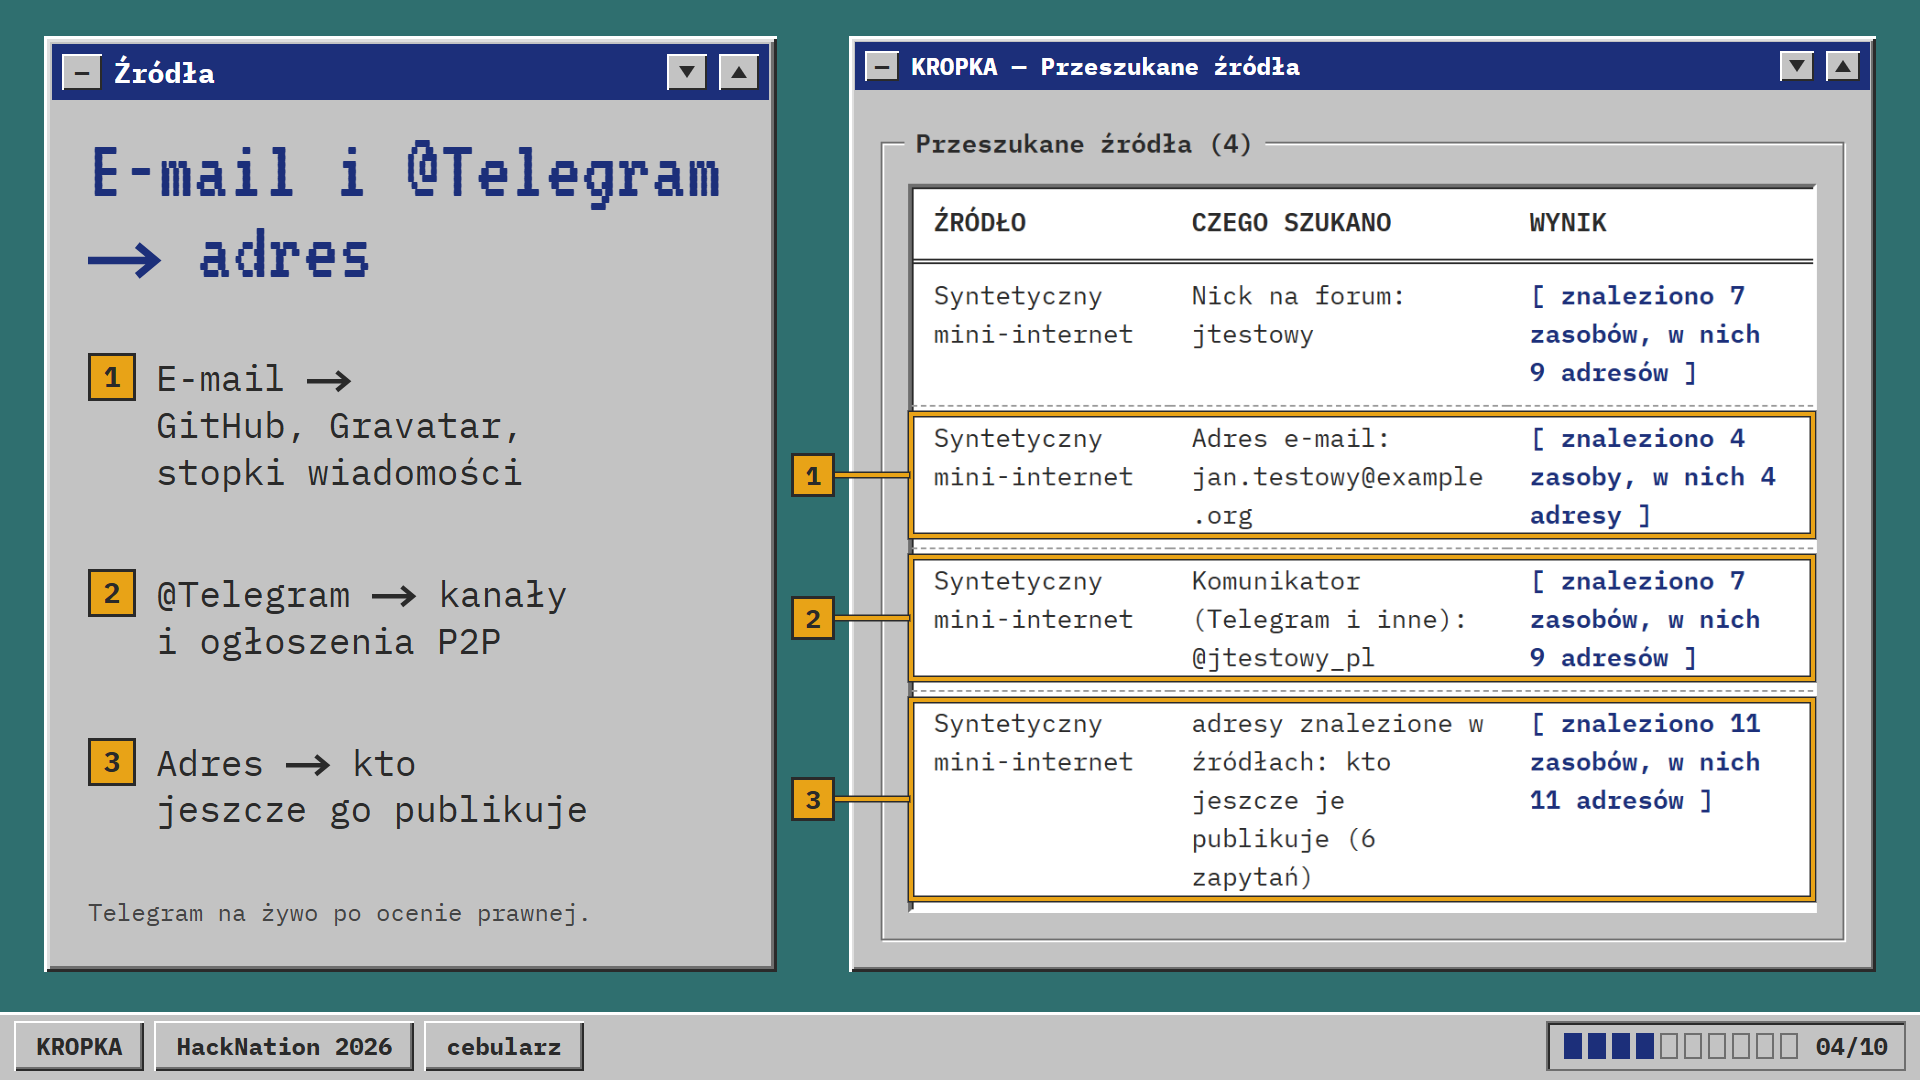 Źródła
E-mail i @Telegram
→ adres
1 E-mail →
GitHub, Gravatar,
stopki wiadomości
2 @Telegram → kanały
i ogłoszenia P2P
3 Adres → kto
jeszcze go publikuje
Telegram na żywo po ocenie prawnej.
KROPKA — Przeszukane źródła
Przeszukane źródła (4)
ŹRÓDŁO CZEGO SZUKANO WYNIK
Syntetyczny Nick na forum: [ znaleziono 7
mini-internet jtestowy zasobów, w nich
9 adresów ]
Syntetyczny Adres e-mail: [ znaleziono 4
1 mini-internet jan.testowy@example zasoby, w nich 4
.org adresy ]
Syntetyczny Komunikator [ znaleziono 7
2 mini-internet (Telegram i inne): zasobów, w nich
@jtestowy_pl 9 adresów ]
Syntetyczny adresy znalezione w [ znaleziono 11
mini-internet źródłach: kto zasobów, w nich
3 jeszcze je 11 adresów ]
publikuje (6
zapytań)
KROPKA HackNation 2026 cebularz 04/10